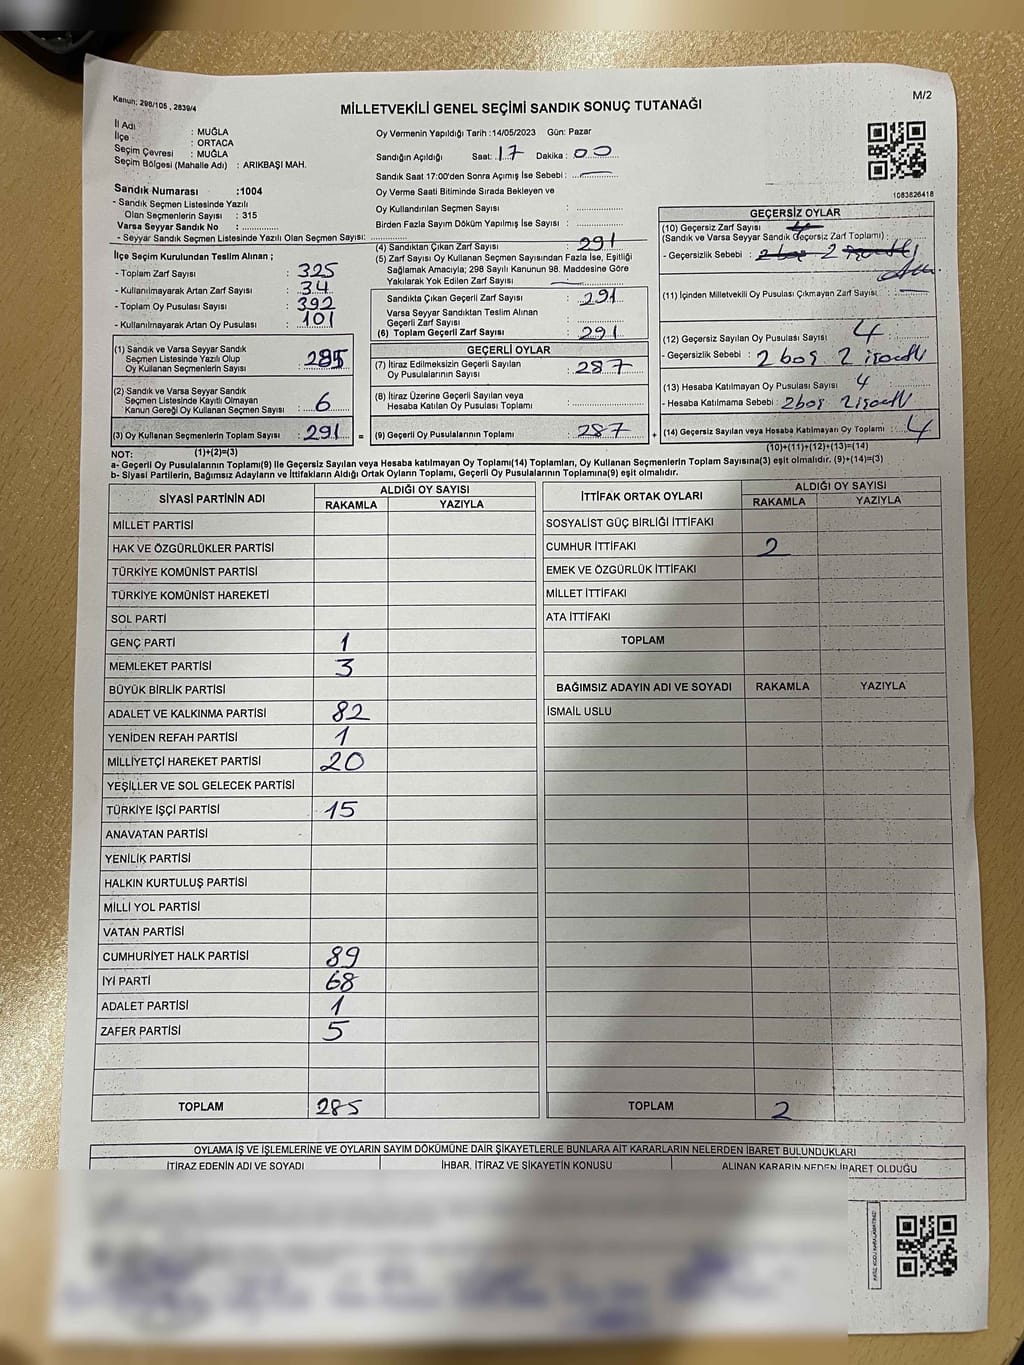 Kanun: 298/105 , 2839/4
MİLLETVEKİLİ GENEL SEÇİMİ SANDIK SONUÇ TUTANAĞI
M/2
İl Adı : MUĞLA
İlçe : ORTACA
Seçim Çevresi : MUĞLA
Seçim Bölgesi (Mahalle Adı) : ARIKBAŞI MAH.
Sandık Numarası :1004
- Sandık Seçmen Listesinde Yazılı
Olan Seçmenlerin Sayısı : 315
Varsa Seyyar Sandık No :
- Seyyar Sandık Seçmen Listesinde Yazılı Olan Seçmen Sayısı:
İlçe Seçim Kurulundan Teslim Alınan ;
- Toplam Zarf Sayısı : 325
- Kullanılmayarak Artan Zarf Sayısı : 34
- Toplam Oy Pusulası Sayısı : 392
- Kullanılmayarak Artan Oy Pusulası : 101
(1) Sandık ve Varsa Seyyar Sandık
Seçmen Listesinde Yazılı Olup
Oy Kullanan Seçmenlerin Sayısı : 285
(2) Sandık ve Varsa Seyyar Sandık
Seçmen Listesinde Kayıtlı Olmayan
Kanun Gereği Oy Kullanan Seçmen Sayısı : 6
(3) Oy Kullanan Seçmenlerin Toplam Sayısı : 291 =
Oy Vermenin Yapıldığı Tarih :14/05/2023 Gün: Pazar
Sandığın Açıldığı Saat: 17 Dakika : 00
Sandık Saat 17:00'den Sonra Açımış İse Sebebi : —
Oy Verme Saati Bitiminde Sırada Bekleyen ve
Oy Kullandırılan Seçmen Sayısı :
Birden Fazla Sayım Döküm Yapılmış İse Sayısı :
(4) Sandıktan Çıkan Zarf Sayısı : 291
(5) Zarf Sayısı Oy Kullanan Seçmen Sayısından Fazla İse, Eşitliği
Sağlamak Amacıyla; 298 Sayılı Kanunun 98. Maddesine Göre
Yakılarak Yok Edilen Zarf Sayısı : —
Sandıkta Çıkan Geçerli Zarf Sayısı : 291
Varsa Seyyar Sandıktan Teslim Alınan
Geçerli Zarf Sayısı :
(6) Toplam Geçerli Zarf Sayısı : 291
GEÇERLİ OYLAR
(7) İtiraz Edilmeksizin Geçerli Sayılan
Oy Pusulalarının Sayısı : 287
(8) İtiraz Üzerine Geçerli Sayılan veya
Hesaba Katılan Oy Pusulası Toplamı :
(9) Geçerli Oy Pusulalarının Toplamı : 287 +
1083826418
GEÇERSİZ OYLAR
(10) Geçersiz Zarf Sayısı : 4
(Sandık ve Varsa Seyyar Sandık Geçersiz Zarf Toplamı) :
- Geçersizlik Sebebi : 2 boş 2
(11) İçinden Milletvekili Oy Pusulası Çıkmayan Zarf Sayısı : —
(12) Geçersiz Sayılan Oy Pusulası Sayısı : 4
- Geçersizlik Sebebi : 2 boş 2 işaretli
(13) Hesaba Katılmayan Oy Pusulası Sayısı : 4
- Hesaba Katılmama Sebebi : 2 boş 2 işaretli
(14) Geçersiz Sayılan veya Hesaba Katılmayan Oy Toplamı : 4
(1)+(2)=(3)
(10)+(11)+(12)+(13)=(14)
NOT:
a- Geçerli Oy Pusulalarının Toplamı(9) ile Geçersiz Sayılan veya Hesap katılmayan Oy Toplamı(14) Toplamları, Oy Kullanan Seçmenlerin Toplam Sayısına(3) eşit olmalıdır. (9)+(14)=(3)
b- Siyasi Partilerin, Bağımsız Adayların ve İttifakların Aldığı Ortak Oyların Toplamı, Geçerli Oy Pusulalarının Toplamına(9) eşit olmalıdır.
SİYASİ PARTİNİN ADI ALDIĞI OY SAYISI
RAKAMLA YAZIYLA
MİLLET PARTİSİ
HAK VE ÖZGÜRLÜKLER PARTİSİ
TÜRKİYE KOMÜNİST PARTİSİ
TÜRKİYE KOMÜNİST HAREKETİ
SOL PARTİ
GENÇ PARTİ 1
MEMLEKET PARTİSİ 3
BÜYÜK BİRLİK PARTİSİ
ADALET VE KALKINMA PARTİSİ 82
YENİDEN REFAH PARTİSİ 1
MİLLİYETÇİ HAREKET PARTİSİ 20
YEŞİLLER VE SOL GELECEK PARTİSİ
TÜRKİYE İŞÇİ PARTİSİ 15
ANAVATAN PARTİSİ
YENİLİK PARTİSİ
HALKIN KURTULUŞ PARTİSİ
MİLLİ YOL PARTİSİ
VATAN PARTİSİ
CUMHURİYET HALK PARTİSİ 89
İYİ PARTİ 68
ADALET PARTİSİ 1
ZAFER PARTİSİ 5
TOPLAM 285
İTTİFAK ORTAK OYLARI ALDIĞI OY SAYISI
RAKAMLA YAZIYLA
SOSYALİST GÜÇ BİRLİĞİ İTTİFAKI
CUMHUR İTTİFAKI 2
EMEK VE ÖZGÜRLÜK İTTİFAKI
MİLLET İTTİFAKI
ATA İTTİFAKI
TOPLAM
BAĞIMSIZ ADAYIN ADI VE SOYADI RAKAMLA YAZIYLA
İSMAİL USLU
TOPLAM 2
OYLAMA İŞ VE İŞLEMLERİNE VE OYLARIN SAYIM DÖKÜMÜNE DAİR ŞİKAYETLERLE BUNLARA AİT KARARLARIN NELERDEN İBARET BULUNDUKLARI
İTİRAZ EDENİN ADI VE SOYADI İHBAR, İTİRAZ VE ŞİKAYETİN KONUSU ALINAN KARARIN NEDEN İBARET OLDUĞU